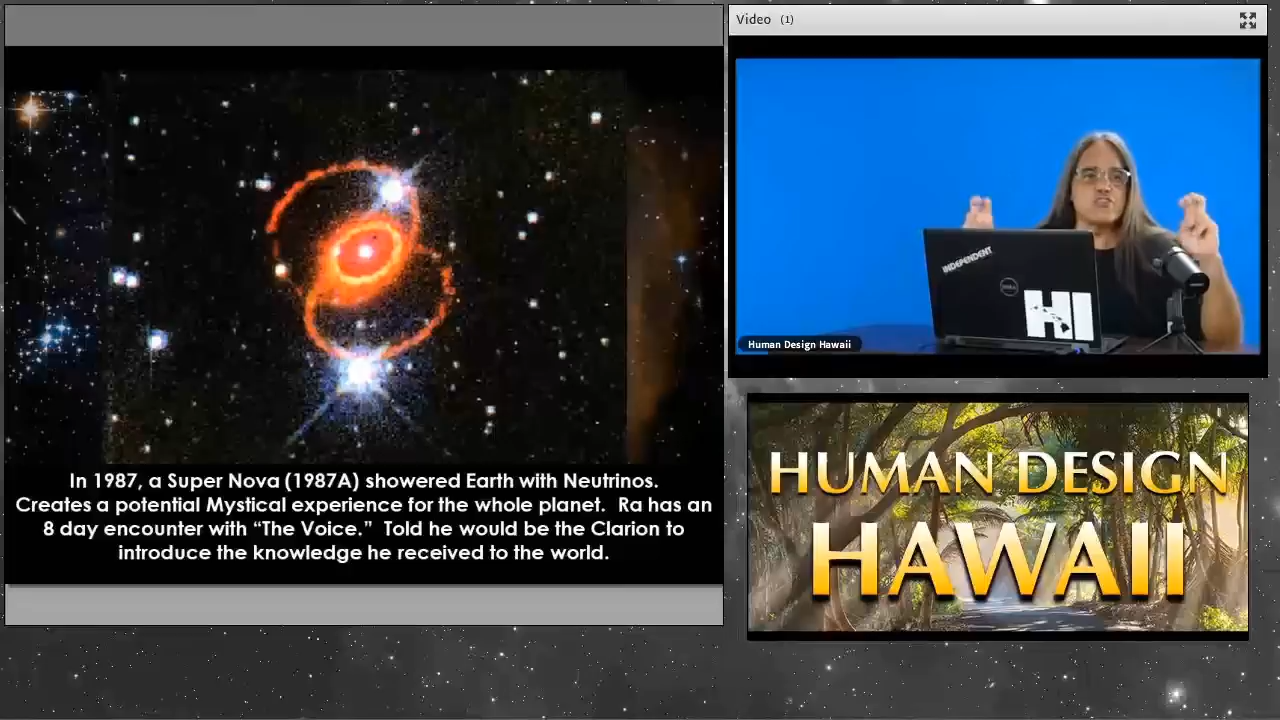 In 1987, a Super Nova (1987A) showered Earth with Neutrinos.
Creates a potential Mystical experience for the whole planet. Ra has an
8 day encounter with “The Voice.” Told he would be the Clarion to
introduce the knowledge he received to the world.
Video (1)
INDEPENDENT
DELL
HI
Human Design Hawaii
HUMAN DESIGN
HAWAII